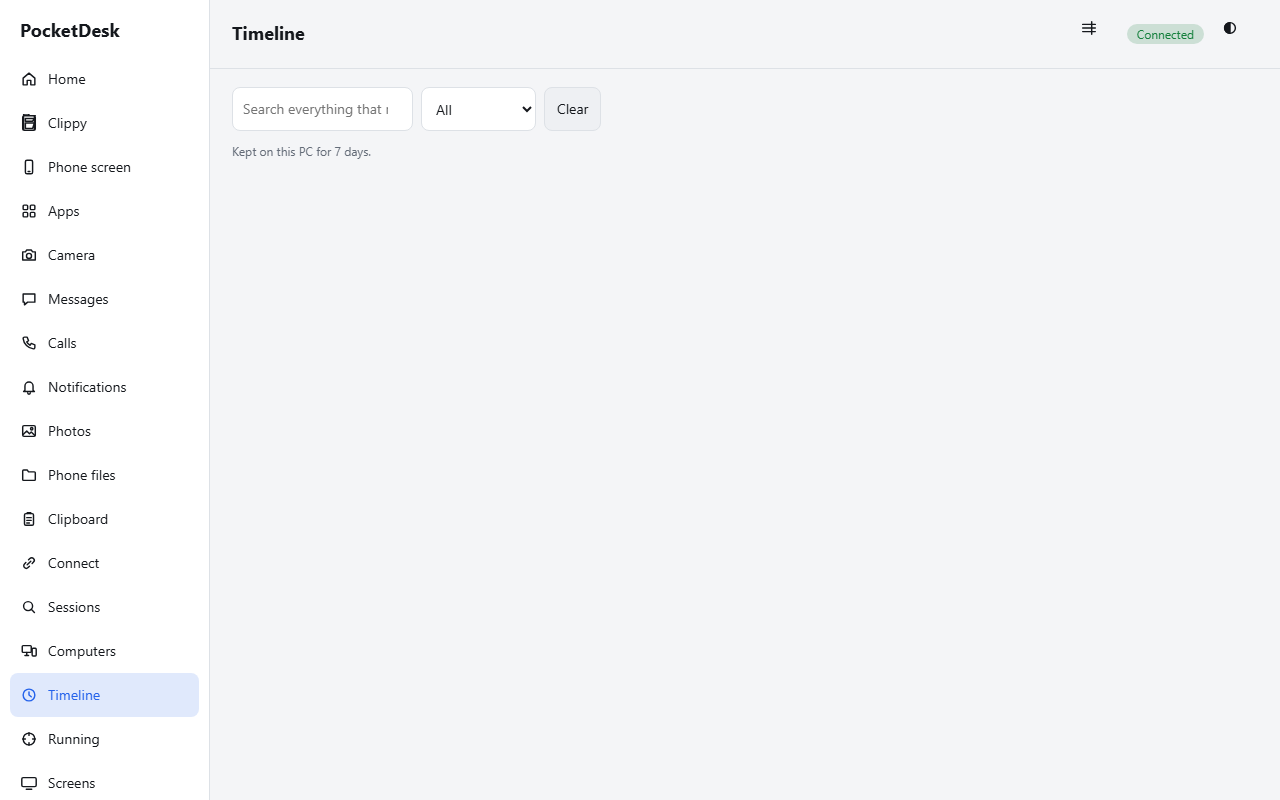 PocketDesk
Home
Clippy
Phone screen
Apps
Camera
Messages
Calls
Notifications
Photos
Phone files
Clipboard
Connect
Sessions
Computers
Timeline
Running
Screens
Timeline
Connected
Search everything that
All
Clear
Kept on this PC for 7 days.